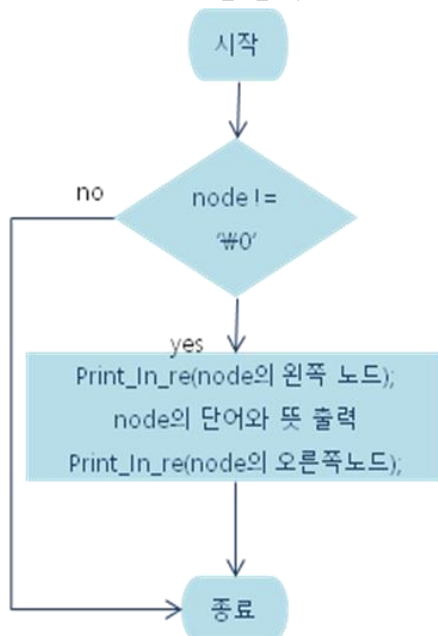 시작
node !=
‘₩0’
no
yes
Print_In_re(node의 왼쪽 노드);
node의 단어와 뜻 출력
Print_In_re(node의 오른쪽노드);
종료